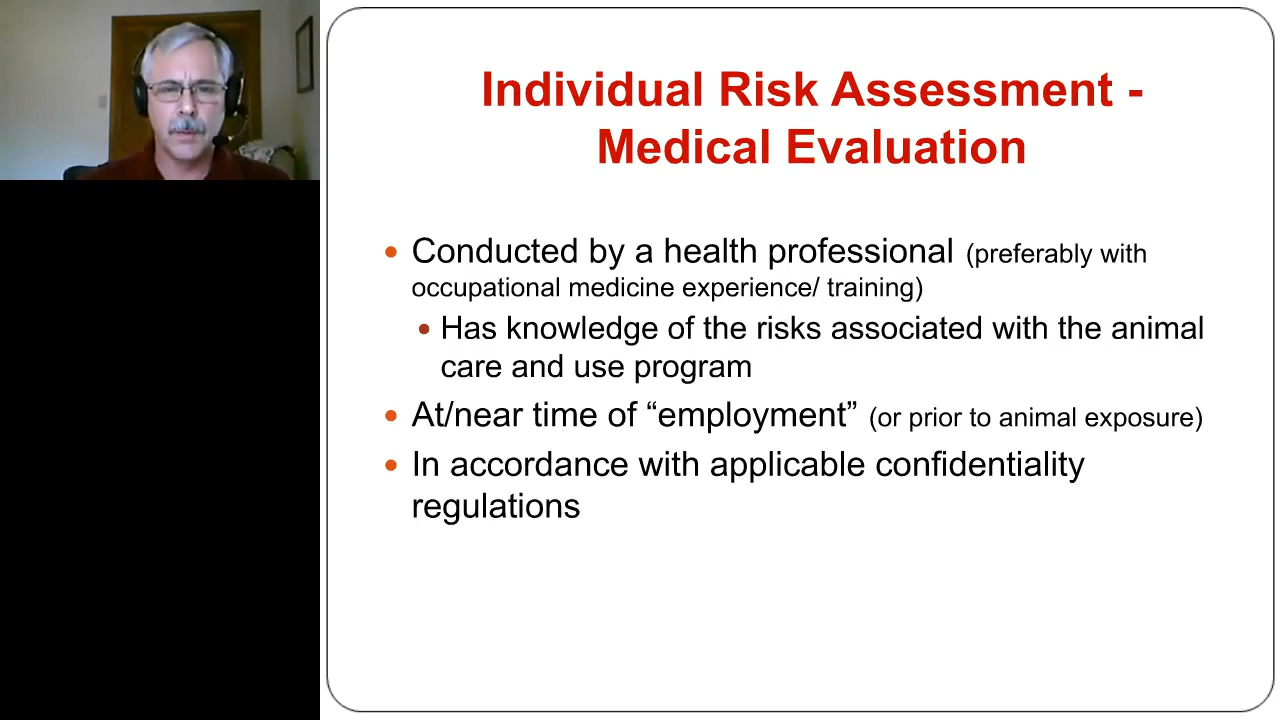 Individual Risk Assessment -
Medical Evaluation
• Conducted by a health professional (preferably with
occupational medicine experience/ training)
• Has knowledge of the risks associated with the animal
care and use program
• At/near time of “employment” (or prior to animal exposure)
• In accordance with applicable confidentiality
regulations